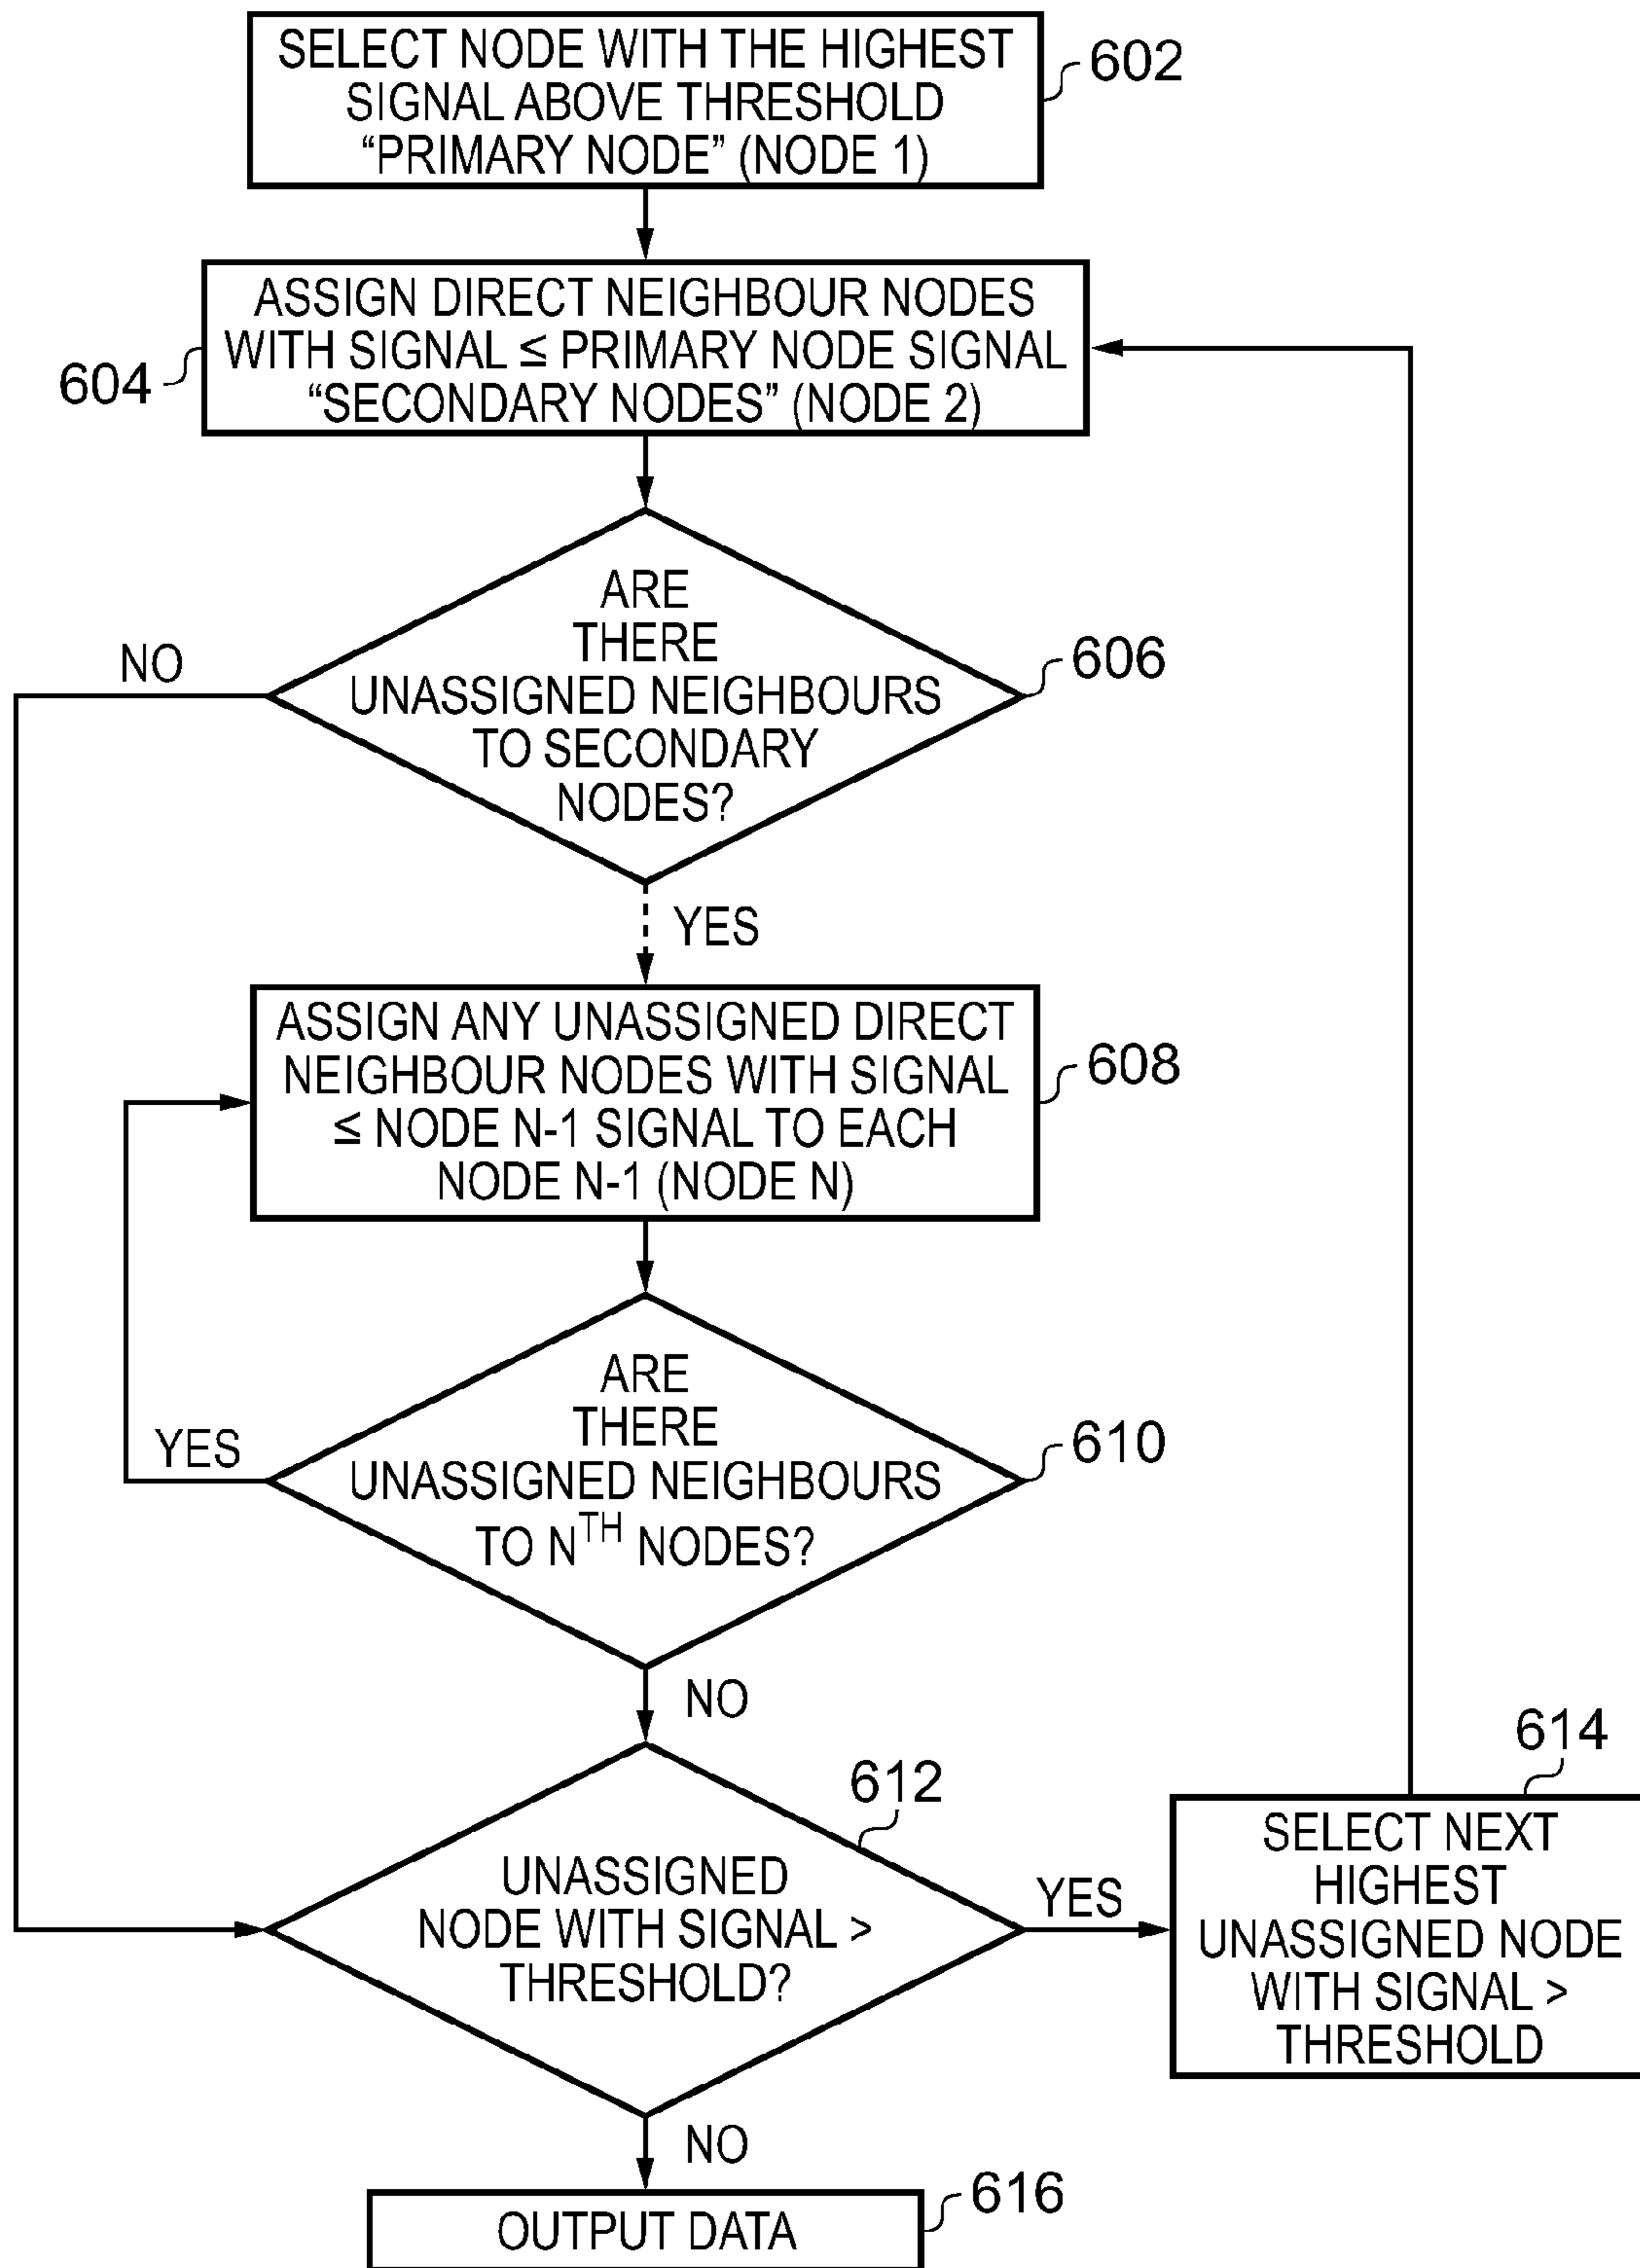 SELECT NODE WITH THE HIGHEST
SIGNAL ABOVE THRESHOLD
“PRIMARY NODE” (NODE 1)
602
ASSIGN DIRECT NEIGHBOUR NODES
WITH SIGNAL ≤ PRIMARY NODE SIGNAL
“SECONDARY NODES” (NODE 2)
604
ARE
THERE
UNASSIGNED NEIGHBOURS
TO SECONDARY
NODES?
606
NO
YES
ASSIGN ANY UNASSIGNED DIRECT
NEIGHBOUR NODES WITH SIGNAL
≤ NODE N-1 SIGNAL TO EACH
NODE N-1 (NODE N)
608
ARE
THERE
UNASSIGNED NEIGHBOURS
TO N^TH NODES?
610
YES
NO
612
UNASSIGNED
NODE WITH SIGNAL >
THRESHOLD?
YES
614
SELECT NEXT
HIGHEST
UNASSIGNED NODE
WITH SIGNAL >
THRESHOLD
NO
OUTPUT DATA
616